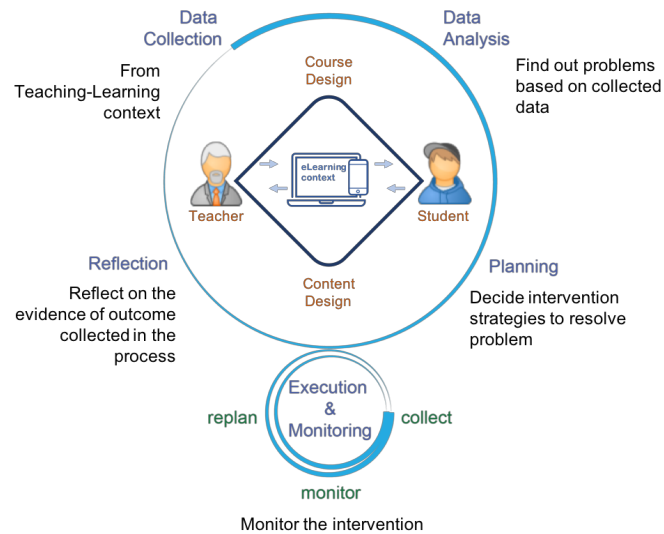 Data
Collection
Data
Analysis
From
Teaching-Learning
context
Course
Design
Find out problems
based on collected
data
eLearning
context
Teacher
Student
Reflection
Reflect on the
evidence of outcome
collected in the
process
Content
Design
Planning
Decide intervention
strategies to resolve
problem
Execution
&
Monitoring
replan
collect
monitor
Monitor the intervention